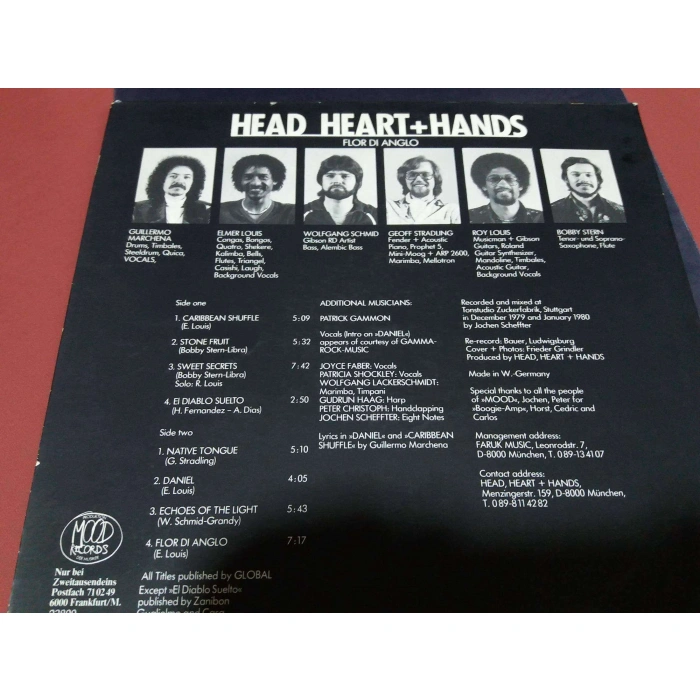 HEAD HEART+HANDS
FLOR DI ANGLO
GUILLERMO
MARCHENA
Drums, Timbales,
Steeldrum, Quica,
VOCALS,
ELMER LOUIS
Congas, Bongos,
Quatro, Shekere,
Kalimba, Bells,
Flutes, Triangel,
Caxishi, Laugh,
Background Vocals
WOLFGANG SCHMID
Gibson RD Artist
Bass, Alembic Bass
GEOFF STRADLING
Fender + Acoustic
Piano, Prophet 5,
Mini-Moog + ARP 2600,
Marimba, Mellotron
ROY LOUIS
Musicman + Gibson
Guitars, Roland
Guitar Synthesizer,
Mandoline, Timbales,
Acoustic Guitar,
Background Vocals
BOBBY STERN
Tenor- und Soprano-
Saxophone, Flute
Side one
1. CARIBBEAN SHUFFLE 5:09
(E. Louis)
2. STONE FRUIT 5:32
(Bobby Stern-Libra)
3. SWEET SECRETS 7:42
(Bobby Stern-Libra)
Solo: R. Louis
4. El DIABLO SUELTO 2:50
(H. Fernandez – A. Dias)
Side two
1. NATIVE TONGUE 5:10
(G. Stradling)
2. DANIEL 4:05
(E. Louis)
3. ECHOES OF THE LIGHT 5:43
(W. Schmid-Grandy)
4. FLOR DI ANGLO 7:17
(E. Louis)
All Titles published by GLOBAL
Except »El Diablo Suelto«
published by Zanibon
ADDITIONAL MUSICIANS:
PATRICK GAMMON
Vocals (Intro on »DANIEL«)
appears of courtesy of GAMMA-
ROCK-MUSIC
JOYCE FABER: Vocals
PATRICIA SHOCKLEY: Vocals
WOLFGANG LACKERSCHMIDT:
Marimba, Timpani
GUDRUN HAAG: Harp
PETER CHRISTOPH: Handclapping
JOCHEN SCHEFFTER: Eight Notes
Lyrics in »DANIEL« and »CARIBBEAN
SHUFFLE« by Guillermo Marchena
Recorded and mixed at
Tonstudio Zuckerfabrik, Stuttgart
in December 1979 and January 1980
by Jochen Scheffter
Re-record: Bauer, Ludwigsburg
Cover + Photos: Frieder Grindler
Produced by HEAD, HEART + HANDS
Made in W.-Germany
Special thanks to all the people
of »MOOD«, Jochen, Peter for
»Boogie-Amp«, Horst, Cedric and
Carlos
Management address:
FARUK MUSIC, Leonrodstr. 7,
D-8000 München, T. 0 89-13 41 07
Contact address:
HEAD, HEART + HANDS,
Menzingerstr. 159, D-8000 München,
T. 0 89-8 11 42 82
MOOD
RECORDS
Nur bei
Zweitausendeins
Postfach 710249
6000 Frankfurt/M.